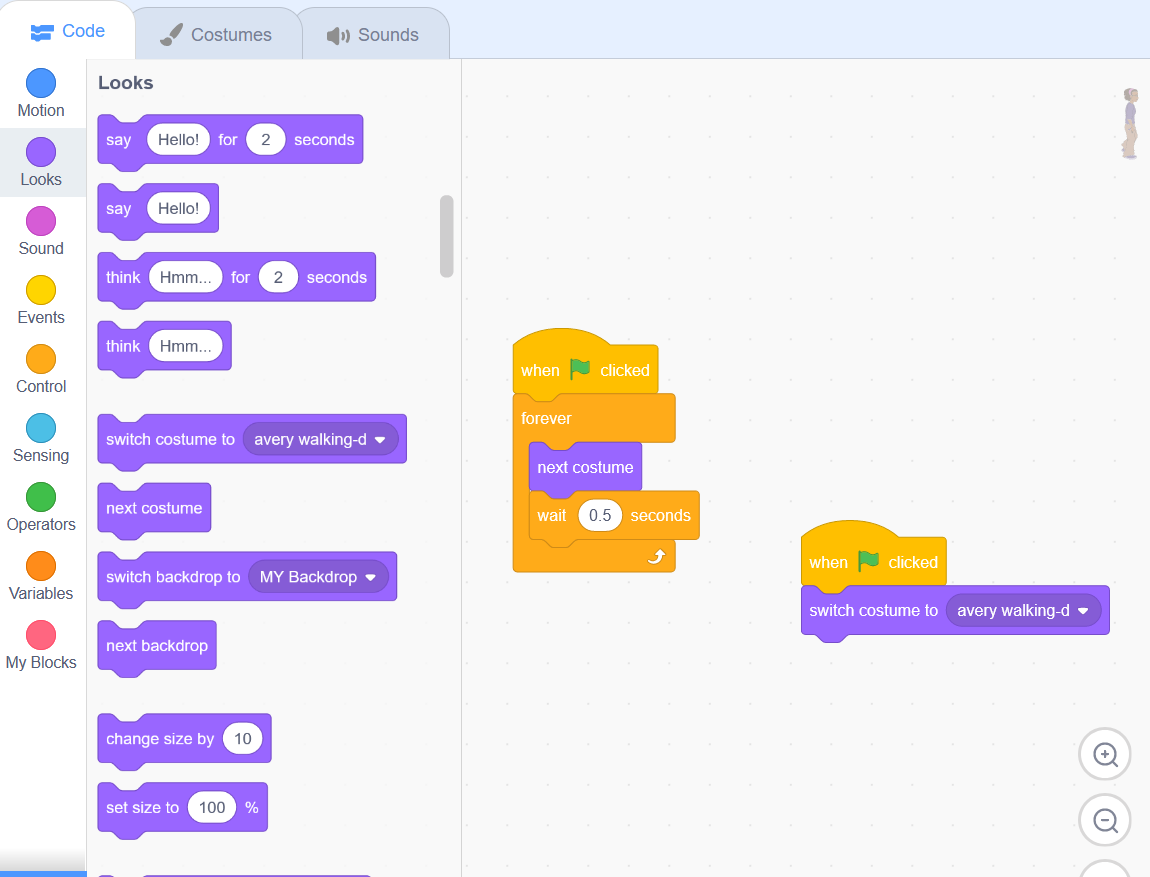 Code
Costumes
Sounds
Motion
Looks
Sound
Events
Control
Sensing
Operators
Variables
My Blocks
Looks
say Hello! for 2 seconds
say Hello!
think Hmm... for 2 seconds
think Hmm...
switch costume to avery walking-d
next costume
switch backdrop to MY Backdrop
next backdrop
change size by 10
set size to 100 %
when clicked
forever
next costume
wait 0.5 seconds
when clicked
switch costume to avery walking-d